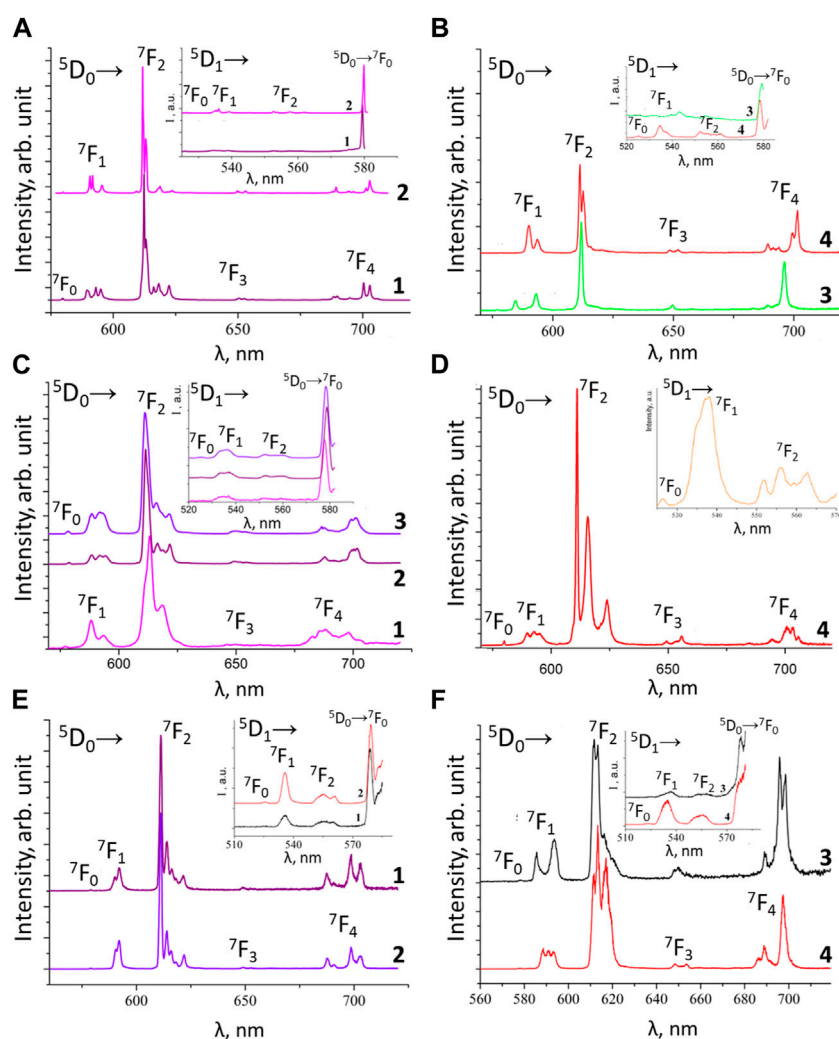 A
⁵D₀→
⁷F₂
⁵D₁→
⁵D₀→⁷F₀
⁷F₀ ⁷F₁ ⁷F₂
2
1
I, a.u.
540 560 580
λ, nm
⁷F₁
2
⁷F₀
⁷F₃
⁷F₄
1
Intensity, arb. unit
600 650 700
λ, nm
B
⁵D₀→
⁷F₂
⁵D₁→
⁵D₀→⁷F₀
⁷F₁
3
⁷F₀ ⁷F₂
4
I, a.u.
520 540 560 580
λ, nm
⁷F₁
⁷F₃
⁷F₄
4
3
Intensity, arb. unit
600 650 700
λ, nm
C
⁵D₀→
⁷F₂
⁵D₁→
⁵D₀→⁷F₀
⁷F₀ ⁷F₁ ⁷F₂
I, a.u.
520 540 560 580
λ, nm
⁷F₀
3
2
⁷F₁
⁷F₃
⁷F₄
1
Intensity, arb. unit
600 650 700
λ, nm
D
⁵D₀→
⁷F₂
⁵D₁→
⁷F₁
⁷F₂
⁷F₀
Intensity, a.u.
530 540 550 560 570
λ, nm
⁷F₀ ⁷F₁
⁷F₃
⁷F₄
4
Intensity, arb. unit
600 650 700
λ, nm
E
⁵D₀→
⁷F₂
⁵D₁→
⁵D₀→⁷F₀
⁷F₁
⁷F₀ ⁷F₂
2
1
I, a.u.
510 540 570
λ, nm
⁷F₀ ⁷F₁
1
⁷F₃
⁷F₄
2
Intensity, arb. unit
600 650 700
λ, nm
F
⁵D₀→
⁷F₂
⁵D₁→
⁵D₀→⁷F₀
⁷F₁ ⁷F₂
3
⁷F₀
4
I, a.u.
510 540 570
λ, nm
⁷F₁
⁷F₀
3
⁷F₃
⁷F₄
4
Intensity, arb. unit
560 580 600 620 640 660 680 700
λ, nm